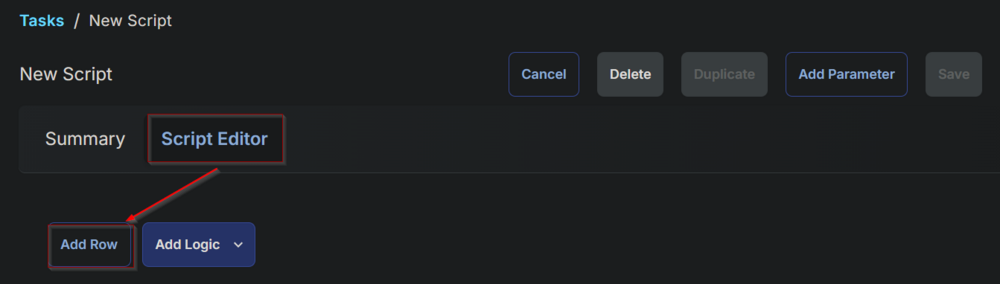 Tasks / New Script
New Script
Cancel
Delete
Duplicate
Add Parameter
Save
Summary
Script Editor
Add Row
Add Logic